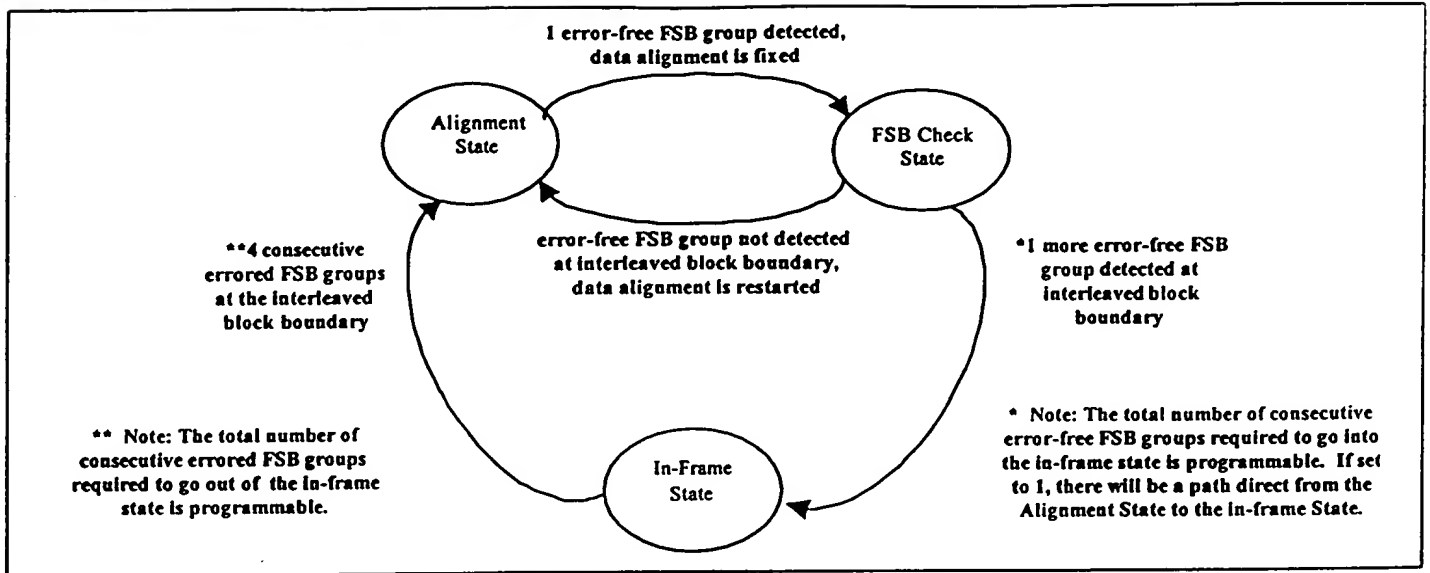 1 error-free FSB group detected,
data alignment is fixed
Alignment
State
FSB Check
State
error-free FSB group not detected
at interleaved block boundary,
data alignment is restarted
**4 consecutive
errored FSB groups
at the interleaved
block boundary
*1 more error-free FSB
group detected at
interleaved block
boundary
** Note: The total number of
consecutive errored FSB groups
required to go out of the in-frame
state is programmable.
In-Frame
State
* Note: The total number of consecutive
error-free FSB groups required to go into
the in-frame state is programmable. If set
to 1, there will be a path direct from the
Alignment State to the in-frame State.